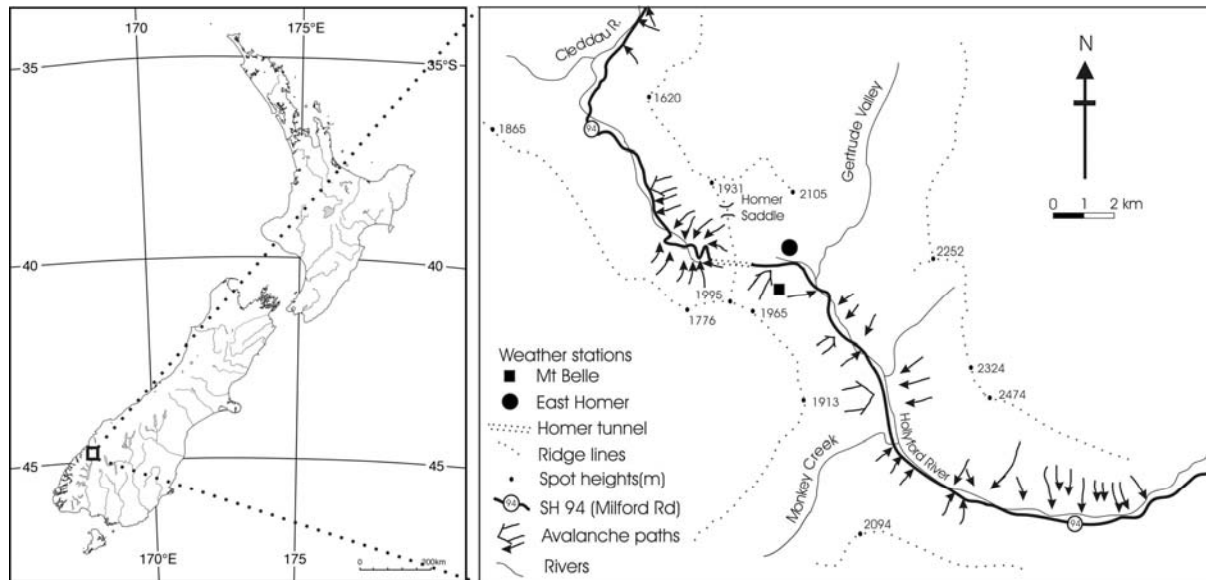 170
175°E
35
35°S
40
40
45
45
170°E
175
0
200km
Cleddau R.
1620
1865
94
1931
2105
Homer
Saddle
Gertrude Valley
N
0 1 2 km
2252
1995
1776
1965
2324
2474
1913
Hollyford River
Monkey Creek
2094
94
Weather stations
Mt Belle
East Homer
Homer tunnel
Ridge lines
Spot heights(m)
94
SH 94 (Milford Rd)
Avalanche paths
Rivers